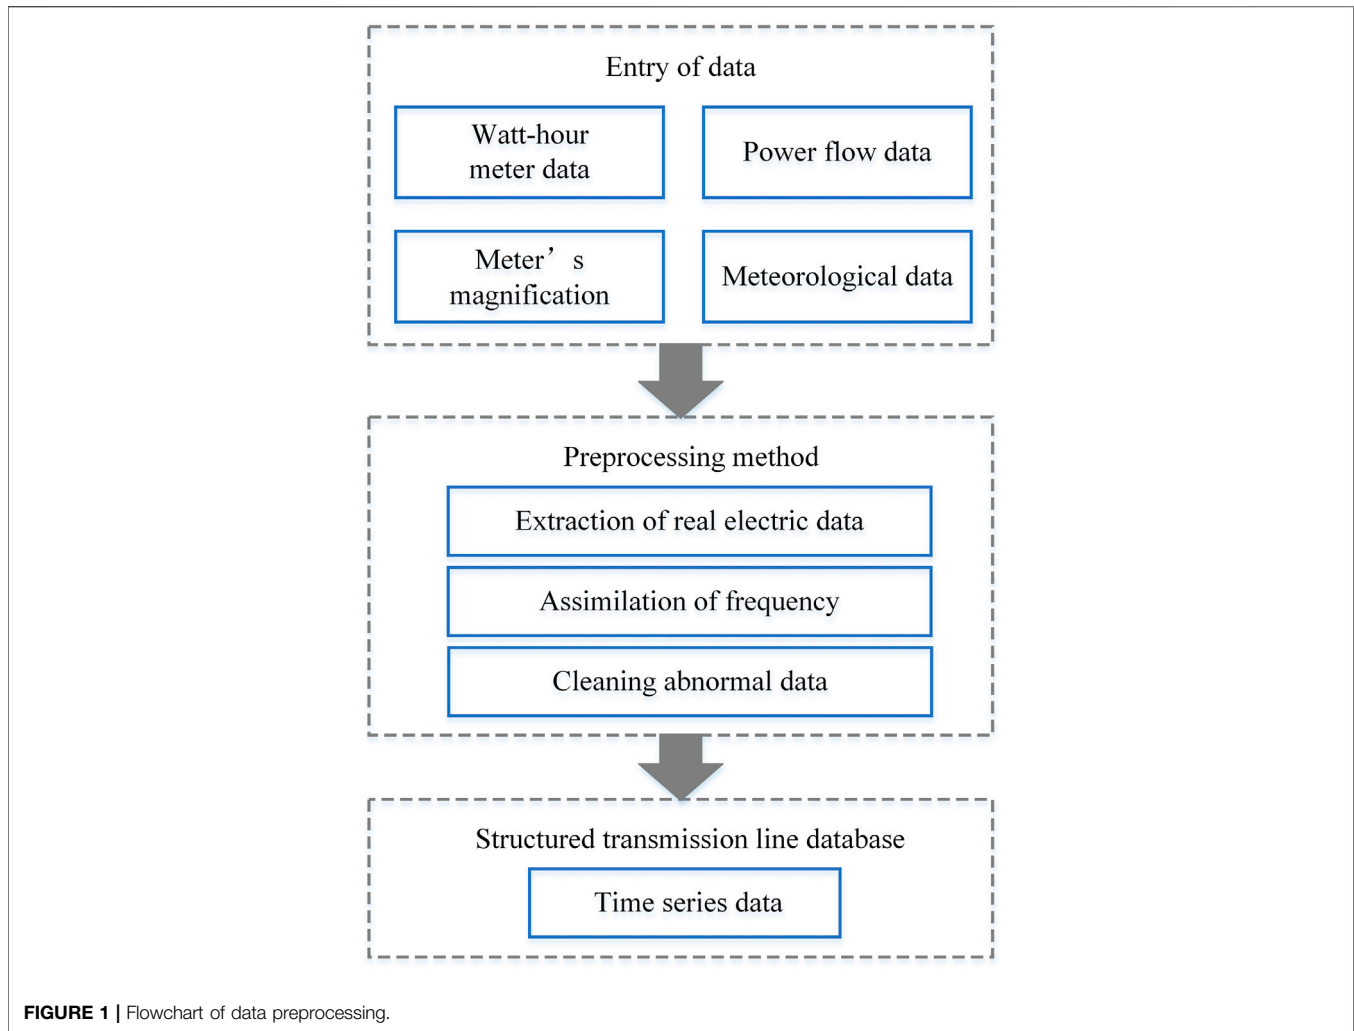 Entry of data
Watt-hour
meter data
Power flow data
Meter’s
magnification
Meteorological data
Preprocessing method
Extraction of real electric data
Assimilation of frequency
Cleaning abnormal data
Structured transmission line database
Time series data
FIGURE 1 | Flowchart of data preprocessing.